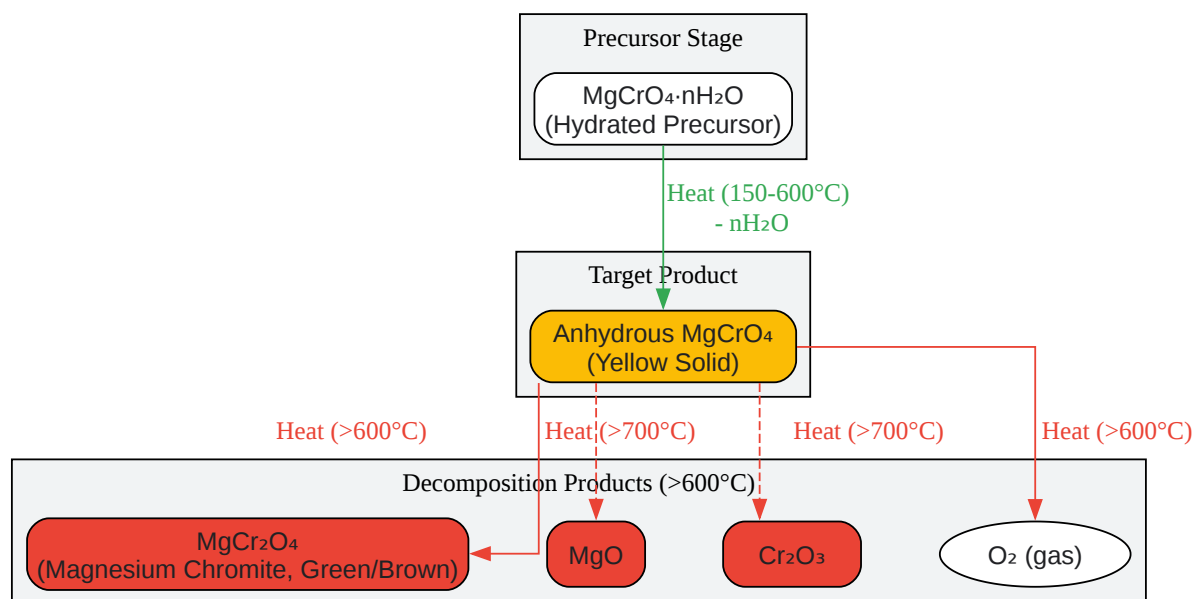 Precursor Stage
MgCrO₄·nH₂O
(Hydrated Precursor)
Heat (150-600°C)
- nH₂O
Target Product
Anhydrous MgCrO₄
(Yellow Solid)
Heat (>600°C)
Heat (>700°C)
Heat (>700°C)
Heat (>600°C)
Decomposition Products (>600°C)
MgCr₂O₄
(Magnesium Chromite, Green/Brown)
MgO
Cr₂O₃
O₂ (gas)